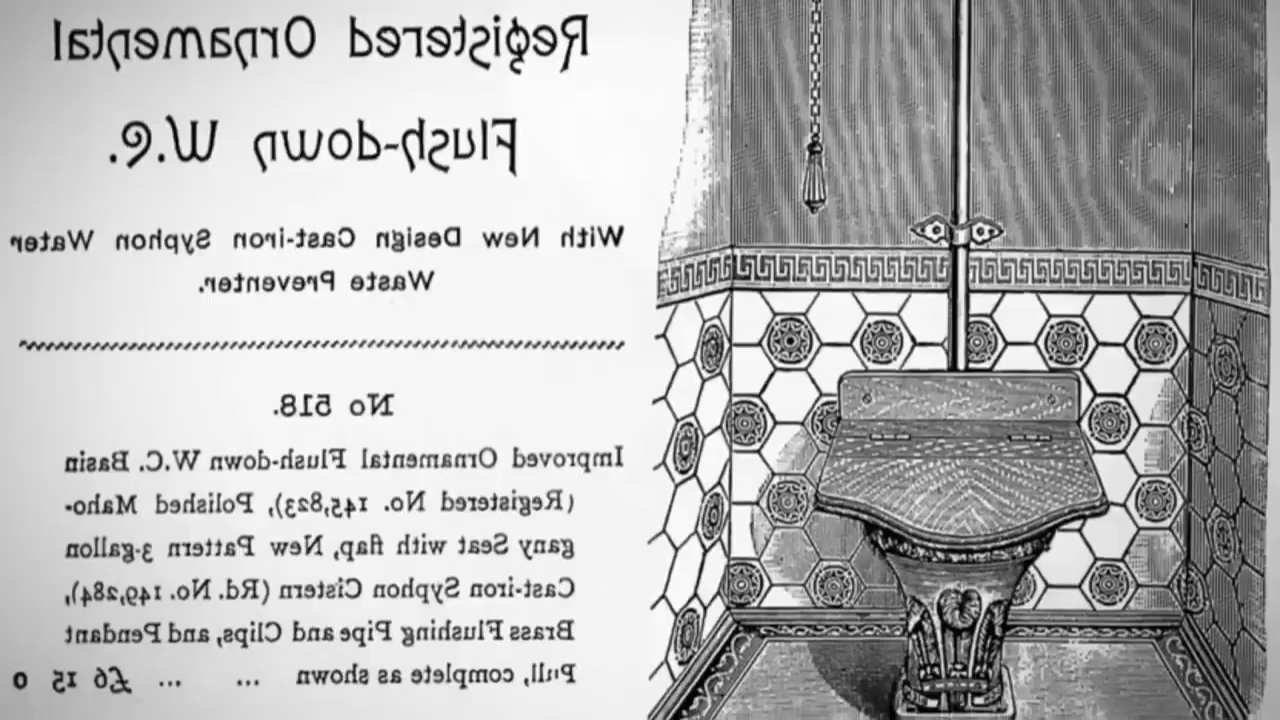 Registered Ornamental
Flush-down W.C.
With New Design Cast-iron Syphon Water
Waste Preventer.
No 518.
Improved Ornamental Flush-down W.C. Basin
(Registered No. 145,823), Polished Maho-
gany Seat with flap, New Pattern 3-gallon
Cast-iron Syphon Cistern (Rd. No. 149,284),
Brass Flushing Pipe and Clips, and Pendant
Pull, complete as shown ... ... £6 15 0